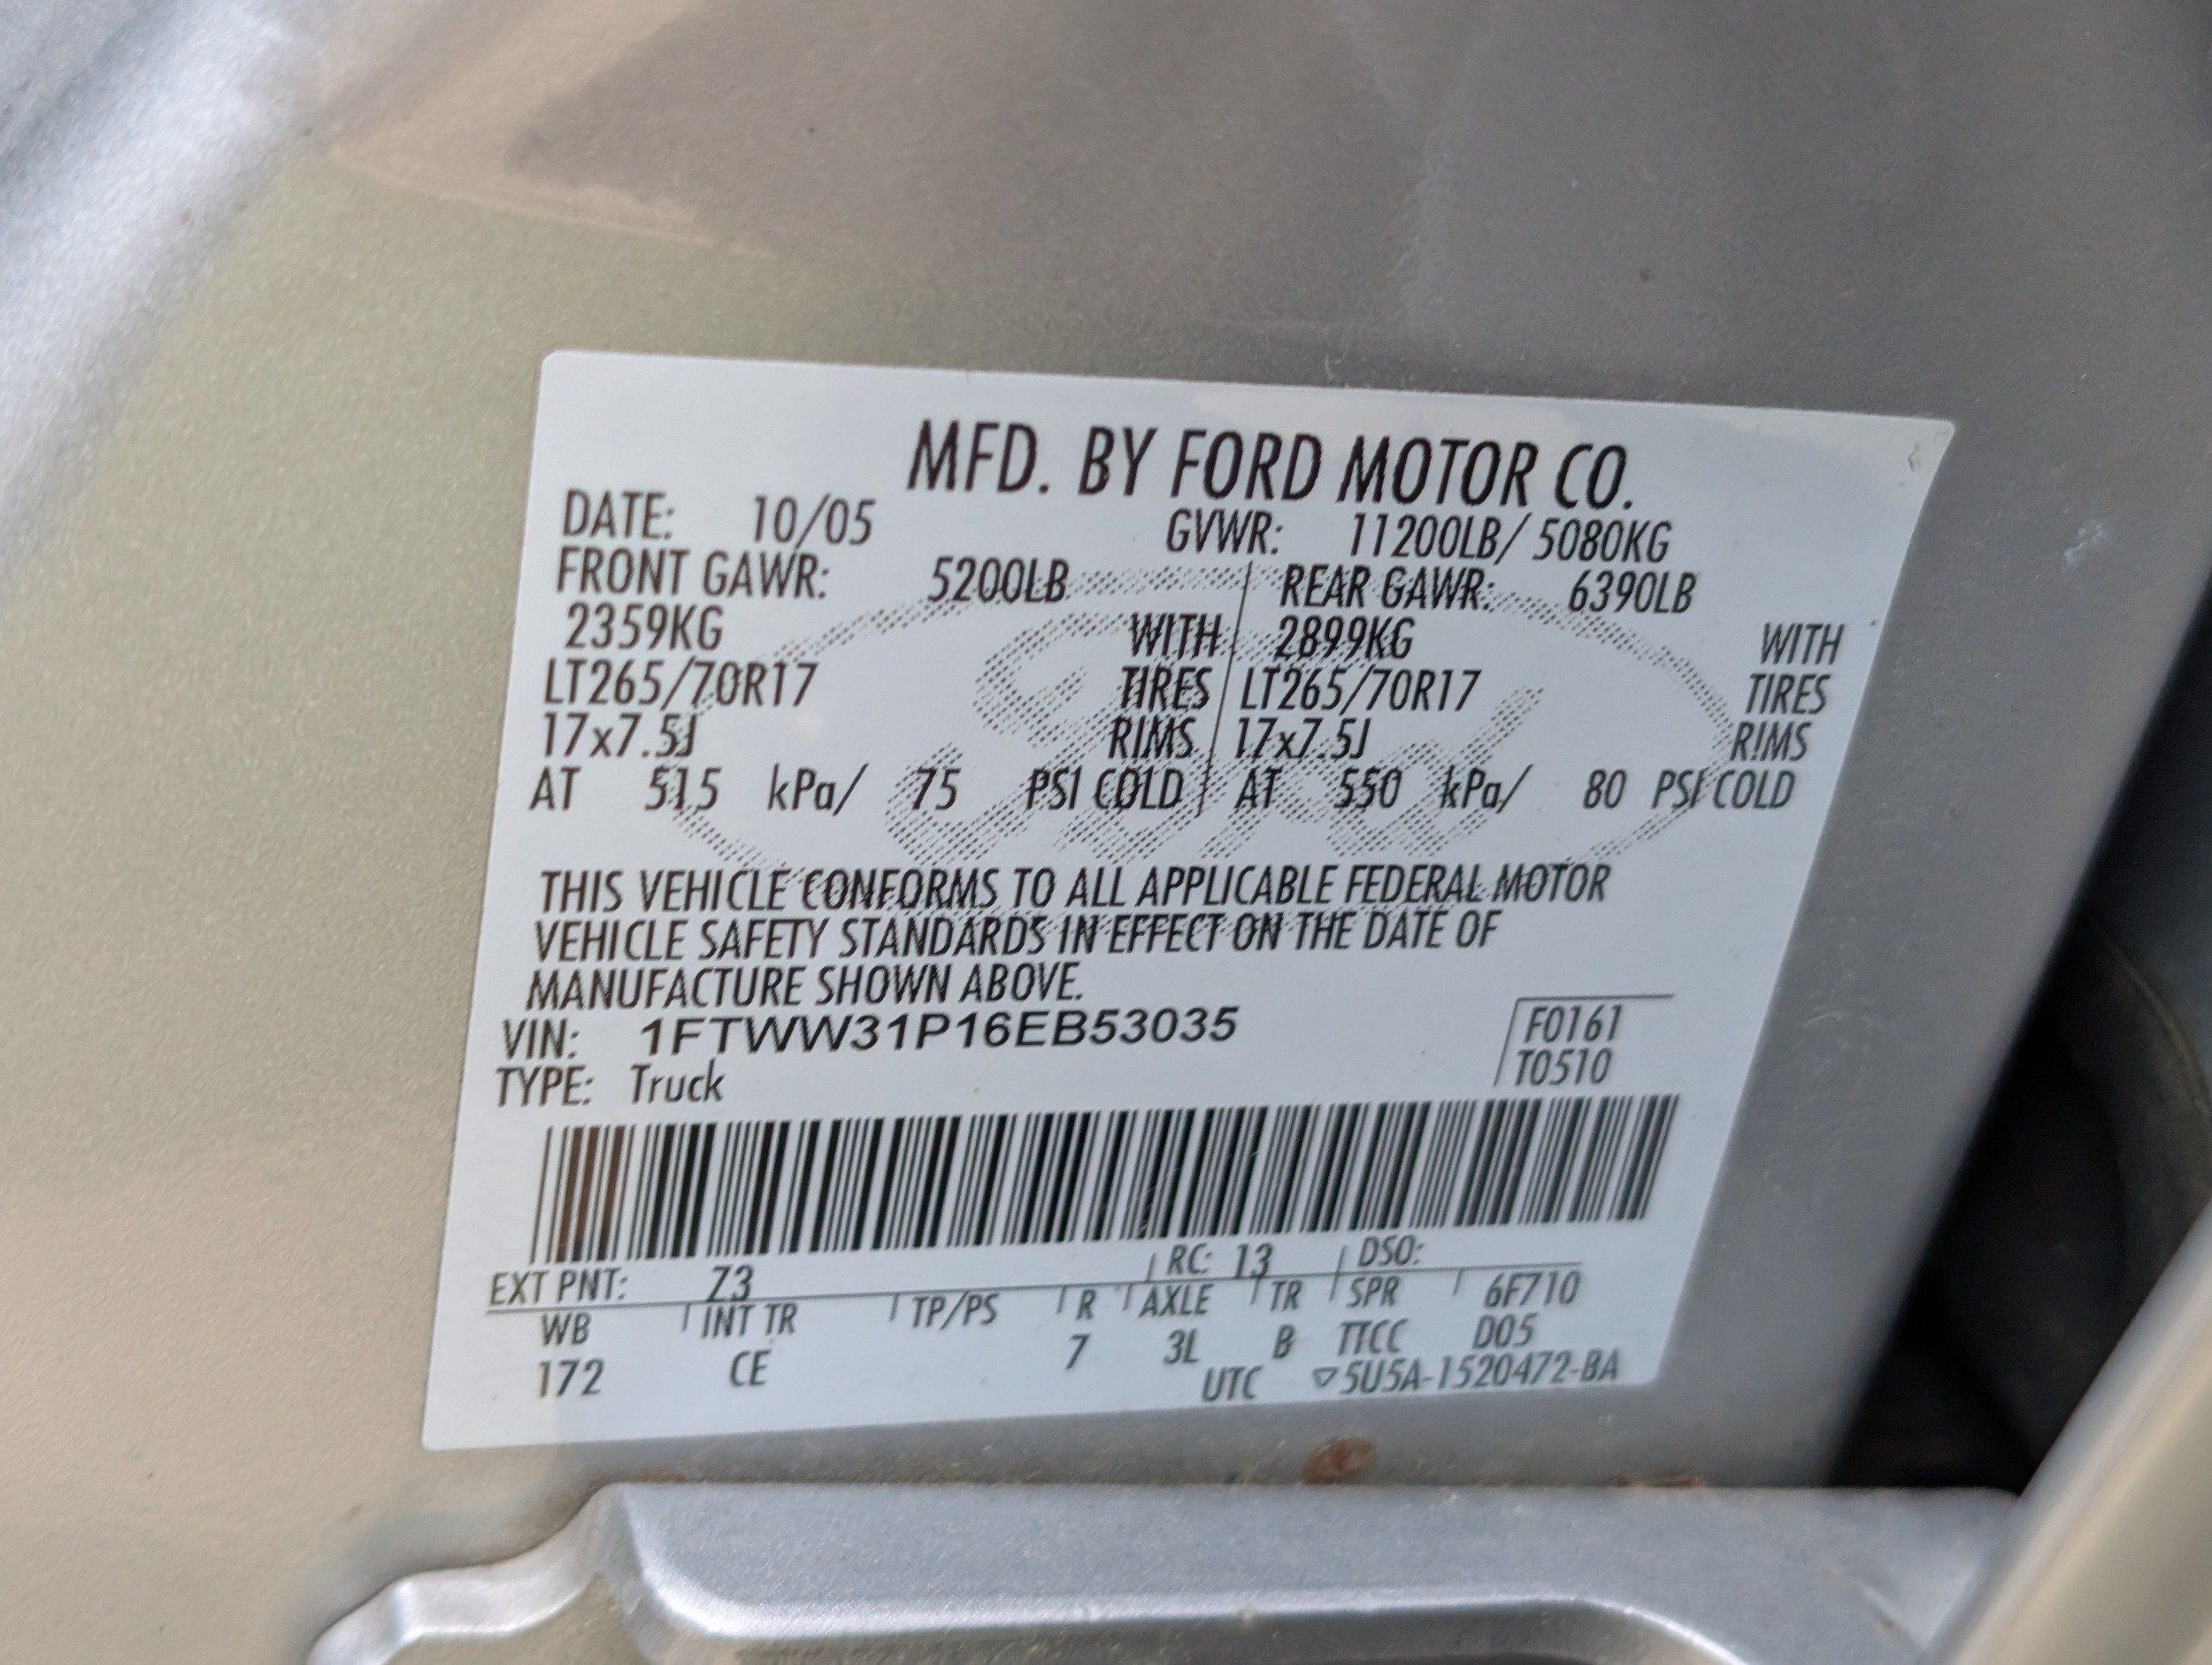 MFD. BY FORD MOTOR CO.
DATE: 10/05 GVWR: 11200LB/ 5080KG
FRONT GAWR: 5200LB REAR GAWR: 6390LB
2359KG WITH 2899KG WITH
LT265/70R17 TIRES LT265/70R17 TIRES
17x7.5J RIMS 17x7.5J RIMS
AT 515 kPa/ 75 PSI COLD AT 550 kPa/ 80 PSI COLD
THIS VEHICLE CONFORMS TO ALL APPLICABLE FEDERAL MOTOR
VEHICLE SAFETY STANDARDS IN EFFECT ON THE DATE OF
MANUFACTURE SHOWN ABOVE.
VIN: 1FTWW31P16EB53035 F0161
TYPE: Truck T0510
EXT PNT: Z3 RC: 13 DSO:
WB INT TR TP/PS R AXLE TR SPR 6F710
172 CE 7 3L B TTCC D05
UTC ▽5U5A-1520472-BA